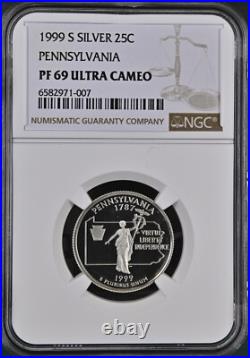 1999 S SILVER 25C
PENNSYLVANIA
PF 69 ULTRA CAMEO
6582971-007
NUMISMATIC GUARANTY COMPANY
NGC
PENNSYLVANIA
1787
VIRTUE
LIBERTY
INDEPENDENCE
1999
E PLURIBUS UNUM